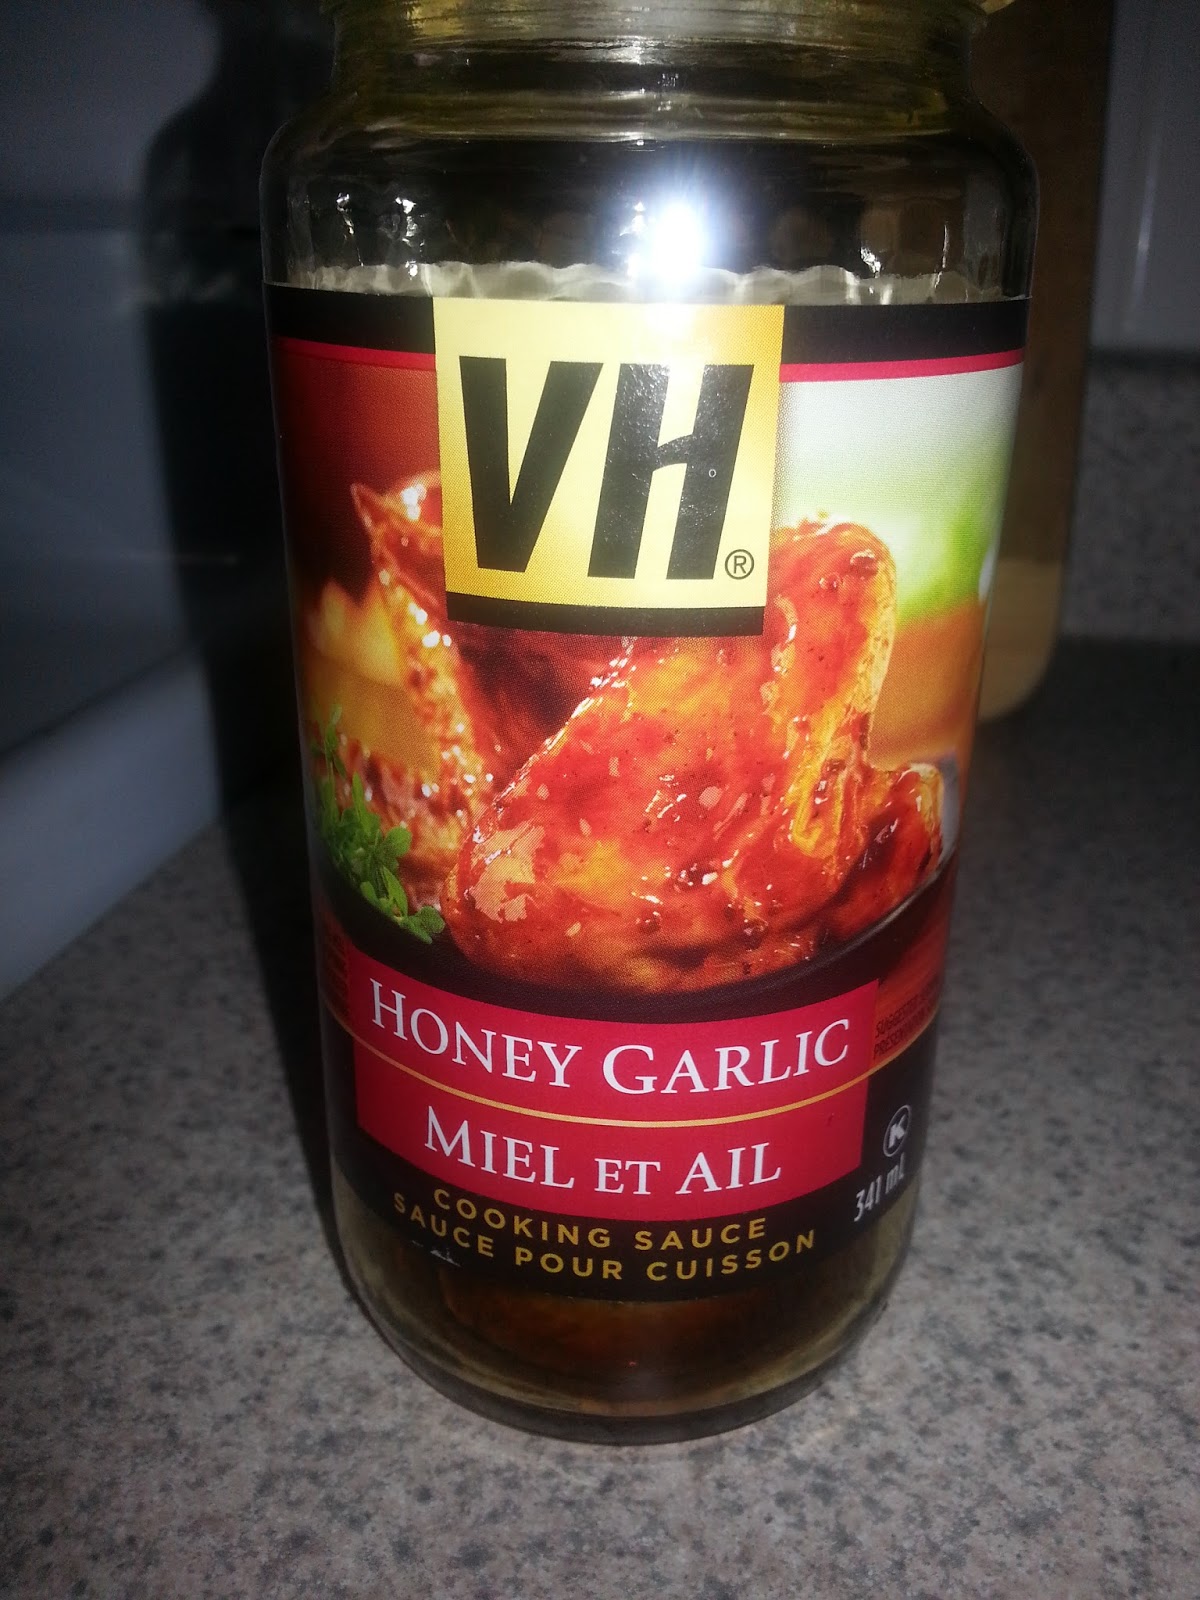 VH®
HONEY GARLIC
MIEL ET AIL
COOKING SAUCE
SAUCE POUR CUISSON
K
341 mL